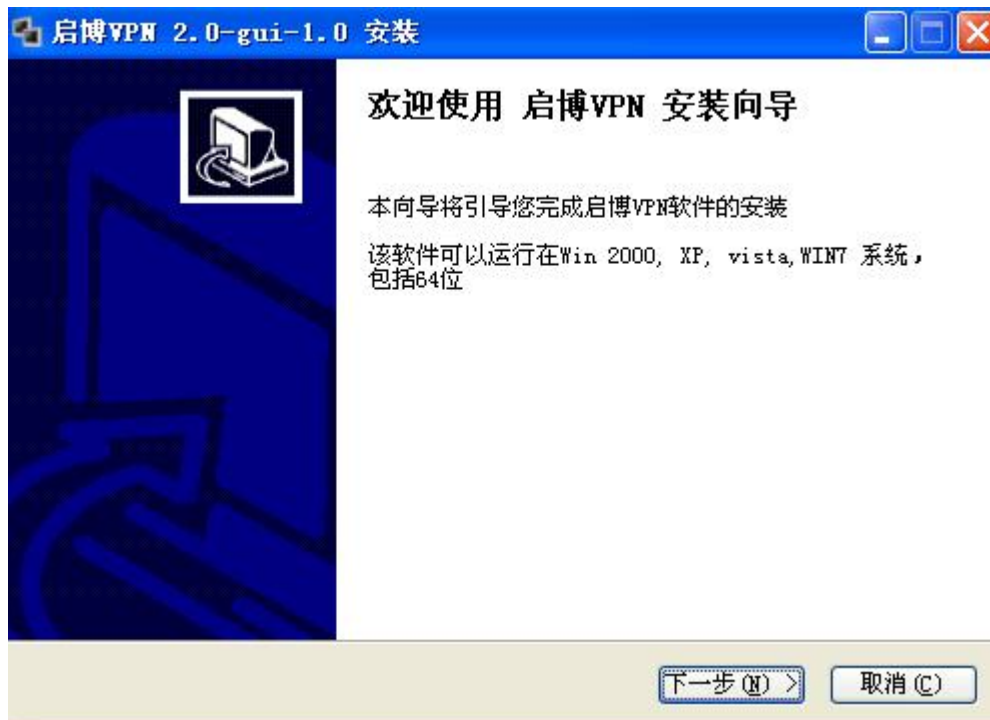 启博VPN 2.0-gui-1.0 安装
欢迎使用 启博VPN 安装向导
本向导将引导您完成启博VPN软件的安装
该软件可以运行在Win 2000, XP, vista,WIN7 系统，
包括64位
下一步(N) >
取消(C)